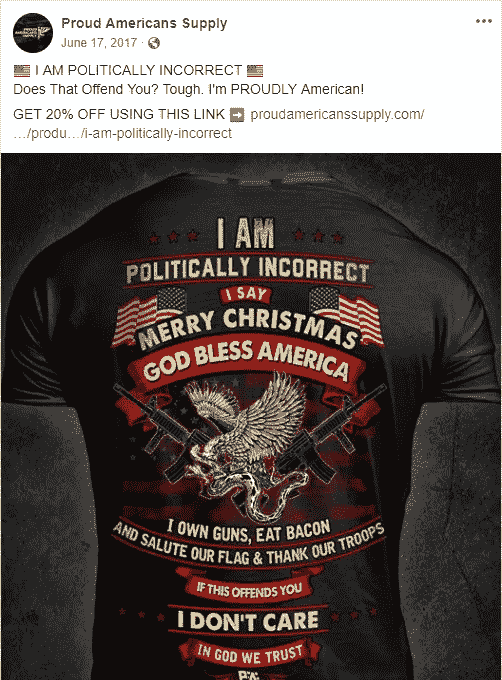 Proud Americans Supply
June 17, 2017 ·
I AM POLITICALLY INCORRECT
Does That Offend You? Tough. I'm PROUDLY American!
GET 20% OFF USING THIS LINK ➡ proudamericanssupply.com/
…/produ…/i-am-politically-incorrect
I AM
POLITICALLY INCORRECT
I SAY
MERRY CHRISTMAS
GOD BLESS AMERICA
I OWN GUNS, EAT BACON
AND SALUTE OUR FLAG & THANK OUR TROOPS
IF THIS OFFENDS YOU
I DON'T CARE
IN GOD WE TRUST